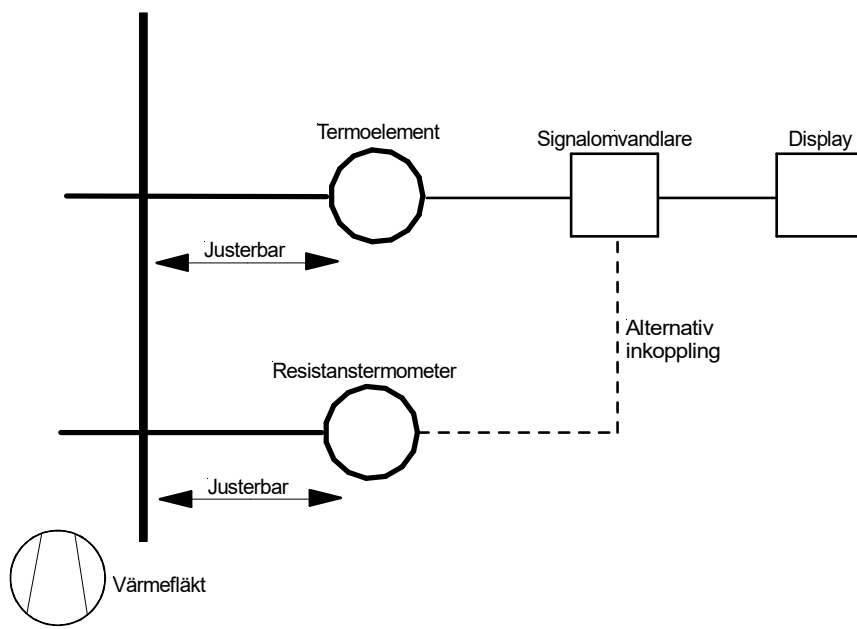 Termoelement
Signalomvandlare
Display
Justerbar
Alternativ
inkoppling
Resistanstermometer
Justerbar
Värmefläkt